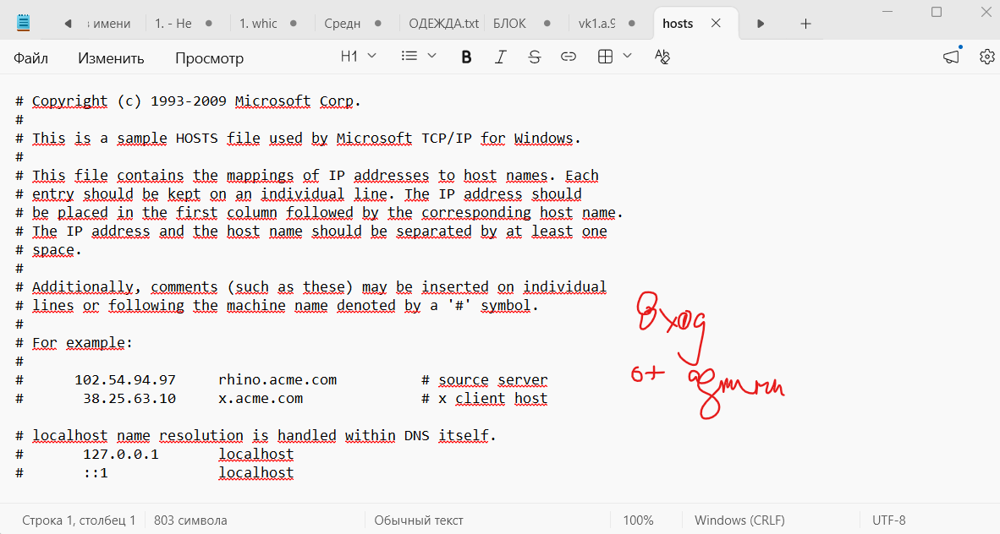 з имени
1. - Не
1. whic
Средн
ОДЕЖДА.txt
БЛОК
vk1.a.9
hosts
Файл
Изменить
Просмотр
H1
B
I
S
# Copyright (c) 1993-2009 Microsoft Corp.
#
# This is a sample HOSTS file used by Microsoft TCP/IP for Windows.
#
# This file contains the mappings of IP addresses to host names. Each
# entry should be kept on an individual line. The IP address should
# be placed in the first column followed by the corresponding host name.
# The IP address and the host name should be separated by at least one
# space.
#
# Additionally, comments (such as these) may be inserted on individual
# lines or following the machine name denoted by a '#' symbol.
#
# For example:
#
#      102.54.94.97     rhino.acme.com          # source server
#       38.25.63.10     x.acme.com              # x client host
Вход
от админ
# localhost name resolution is handled within DNS itself.
#       127.0.0.1       localhost
#       ::1             localhost
Строка 1, столбец 1
803 символа
Обычный текст
100%
Windows (CRLF)
UTF-8